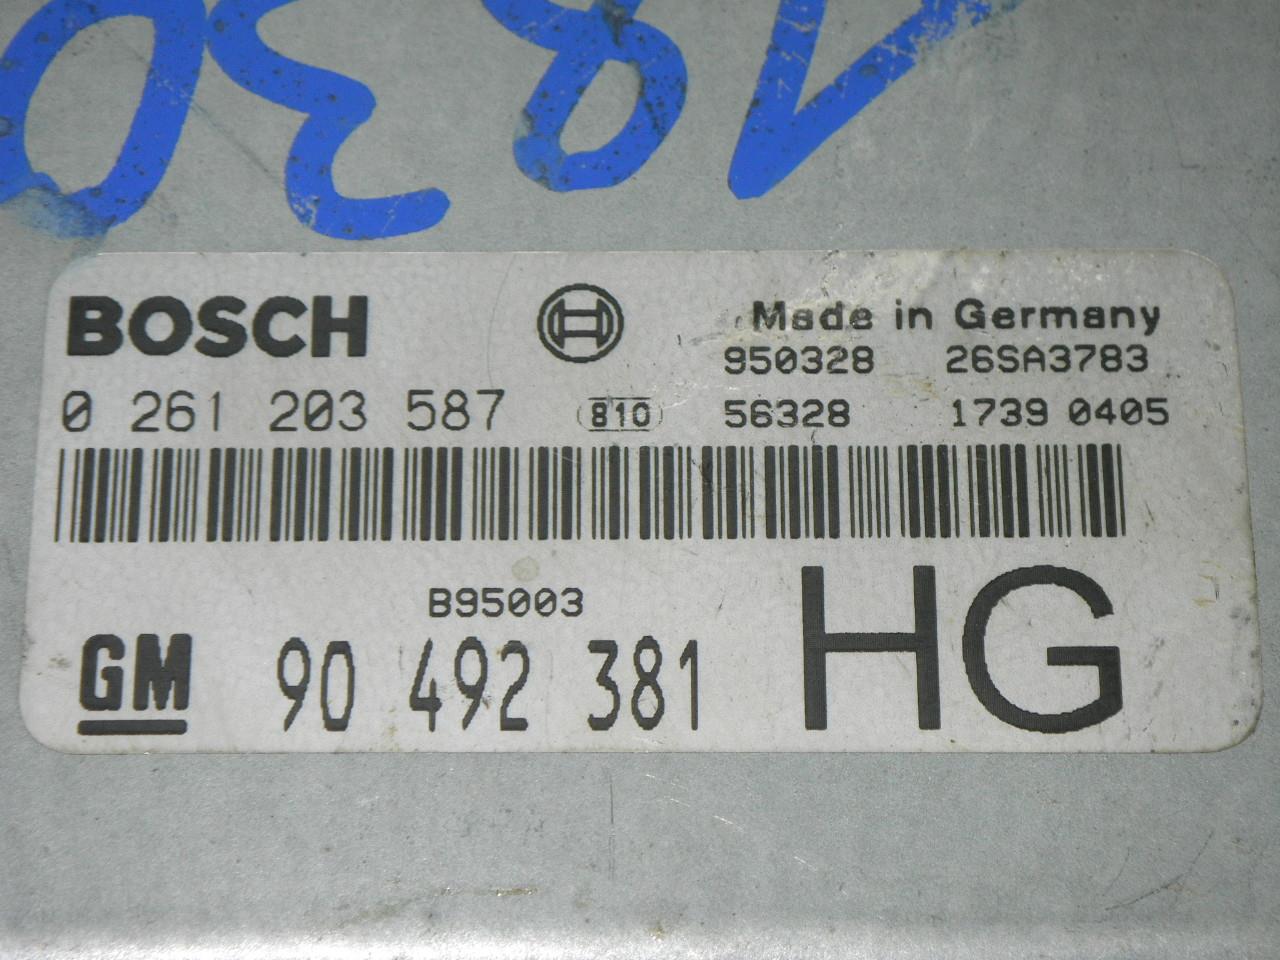 1830
BOSCH Made in Germany
950328 26SA3783
0 261 203 587 810 56328 1739 0405
B95003
GM 90 492 381 HG